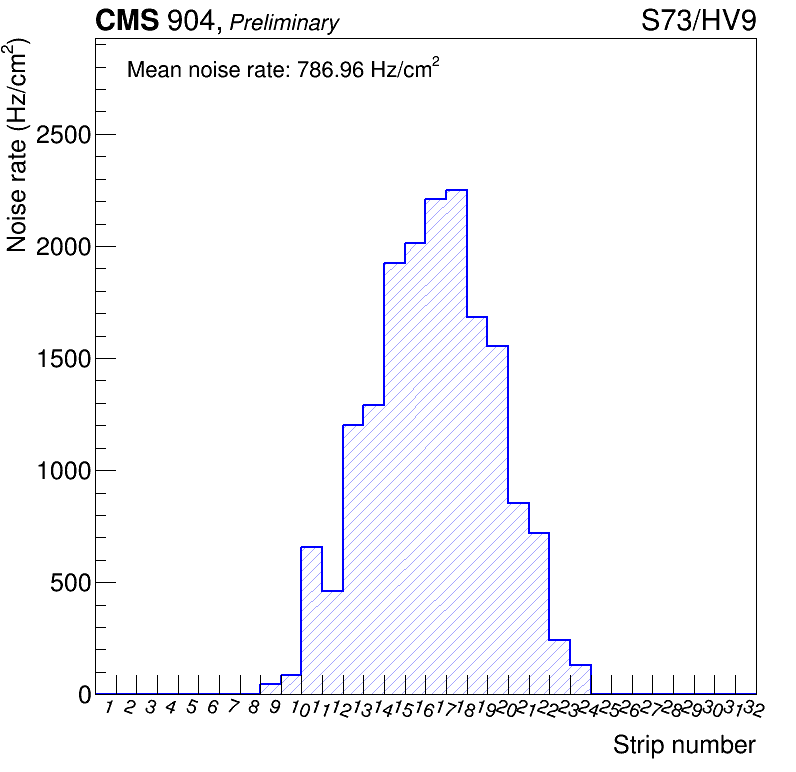 CMS 904, Preliminary S73/HV9
Mean noise rate: 786.96 Hz/cm²
Noise rate (Hz/cm²)
2500
2000
1500
1000
500
0
1 2 3 4 5 6 7 8 9 10 11 12 13 14 15 16 17 18 19 20 21 22 23 24 25 26 27 28 29 30 31 32
Strip number